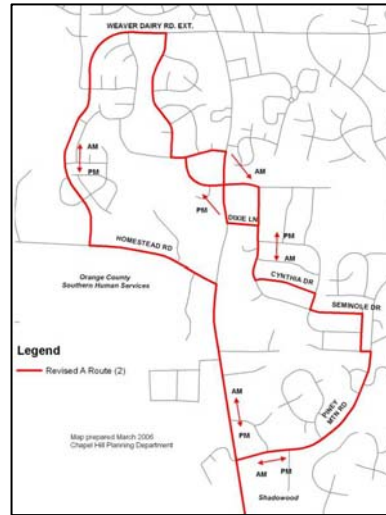 WEAVER DAIRY RD. EXT.
AM
PM
AM
PM
DIXIE LN
HOMESTEAD RD
PM
AM
CYNTHIA DR
Orange County
Southern Human Services
SEMINOLE DR
Legend
Revised A Route (2)
AM
PM
PINEY
MTN RD
Map prepared March 2006
Chapel Hill Planning Department
AM
PM
Shadowood